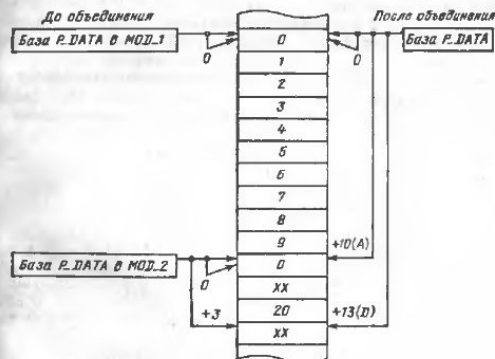 До объединения
После объединения
База P_DATA в MOD_1
База P_DATA
0
0
0
1
2
3
4
5
6
7
8
9
+10(A)
База P_DATA в MOD_2
0
0
XX
+3
20
+13(D)
XX